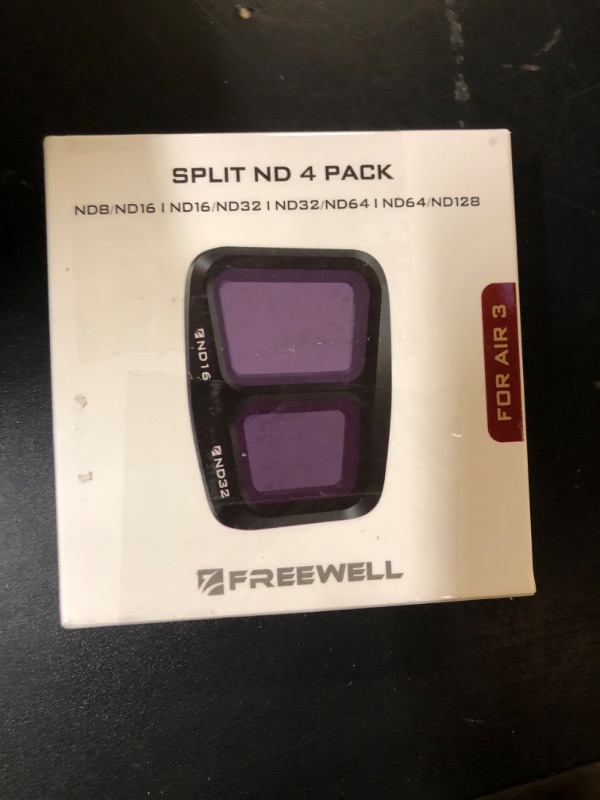 SPLIT ND 4 PACK
ND8/ND16 I ND16/ND32 I ND32/ND64 I ND64/ND128
ND16
ND32
FOR AIR 3
FREEWELL